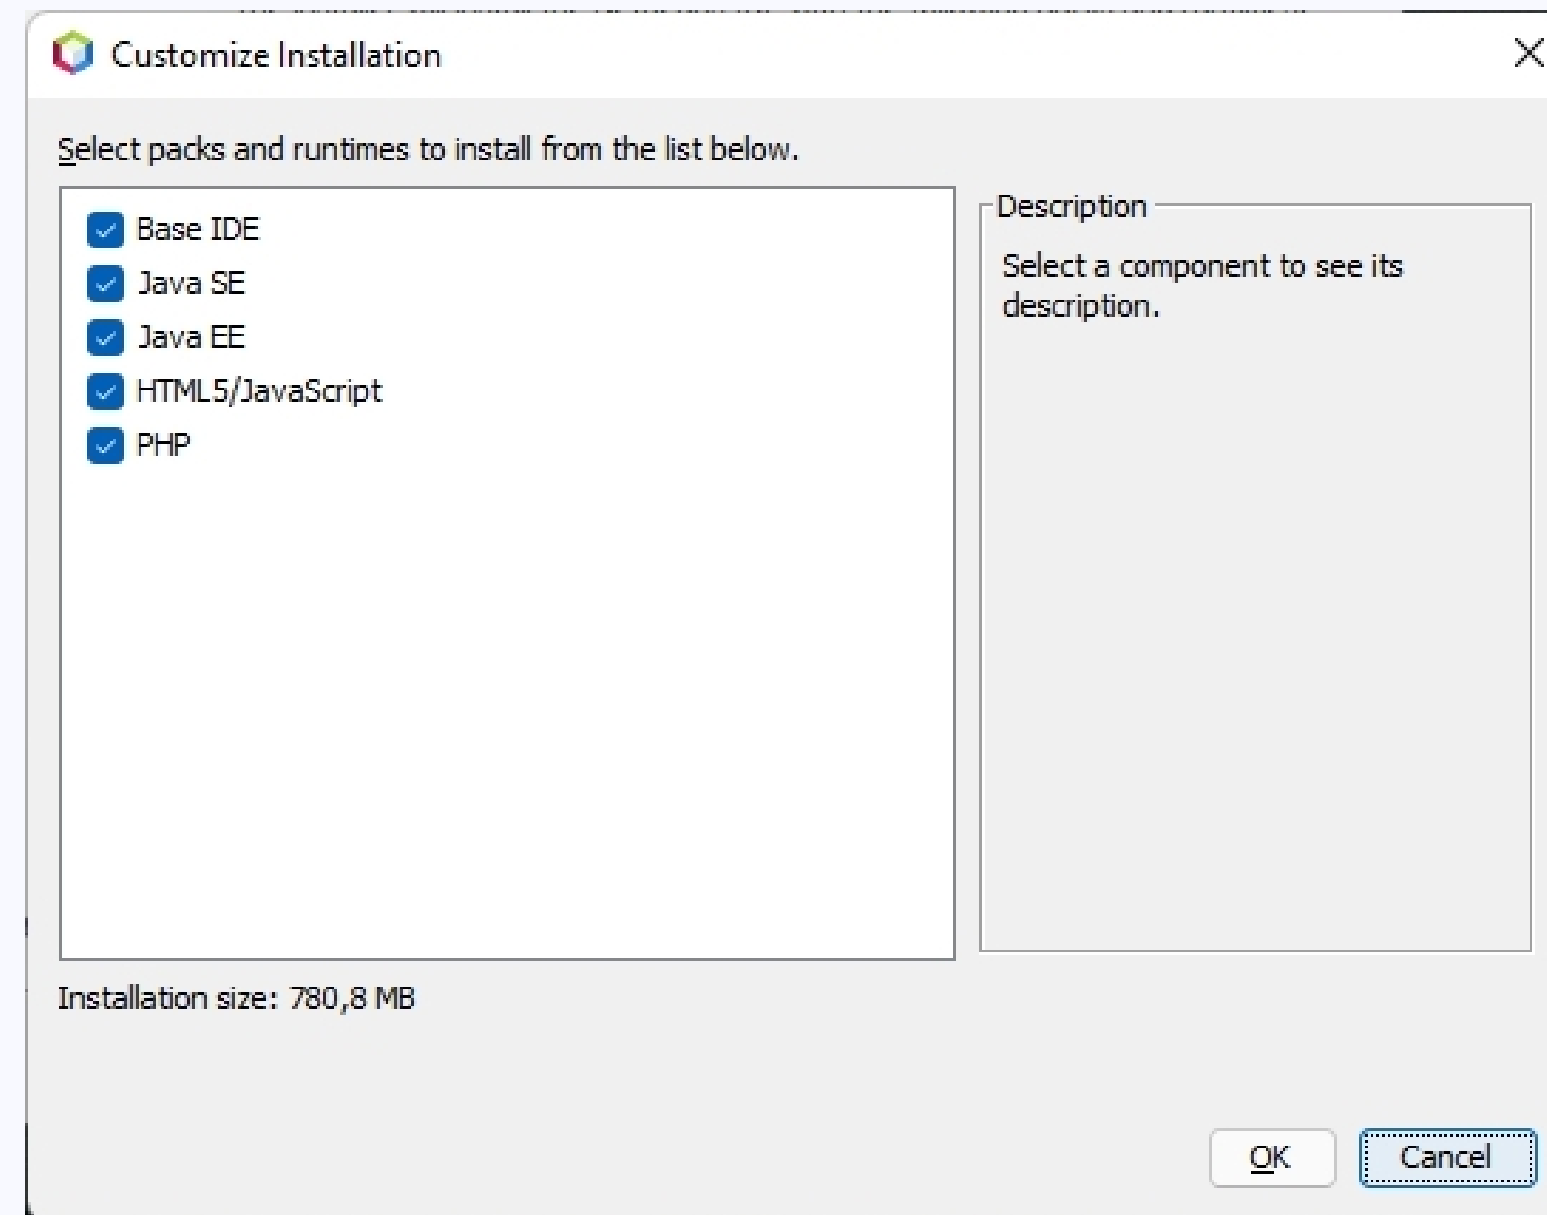 Customize Installation
Select packs and runtimes to install from the list below.
Base IDE
Java SE
Java EE
HTML5/JavaScript
PHP
Description
Select a component to see its
description.
Installation size: 780,8 MB
OK
Cancel